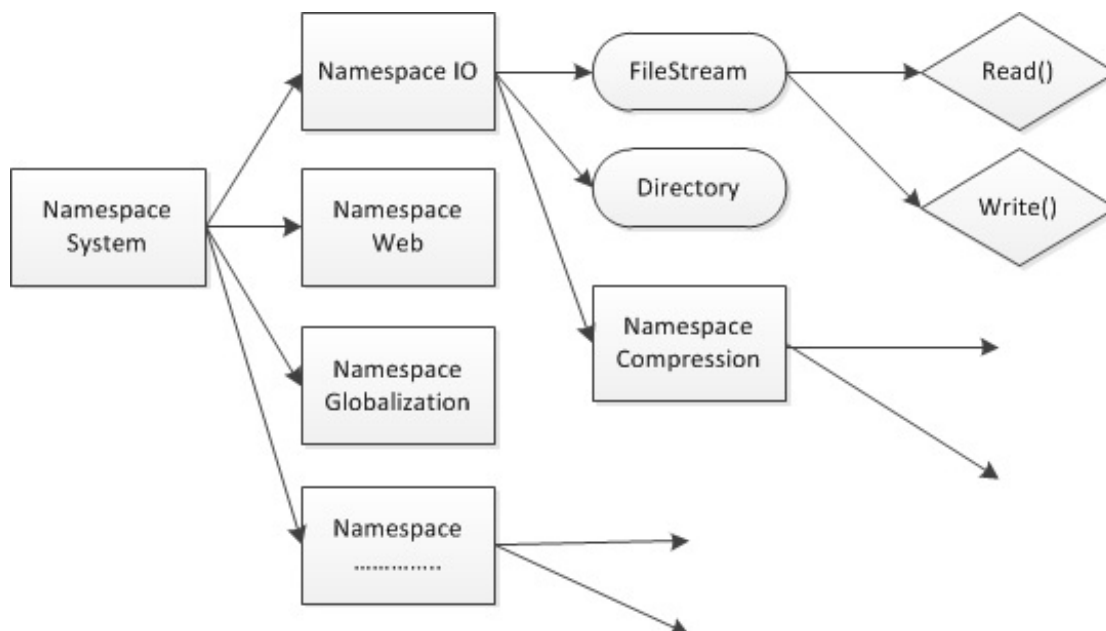 Namespace IO
FileStream
Read()
Namespace
System
Namespace
Web
Directory
Write()
Namespace
Globalization
Namespace
Compression
Namespace
..............